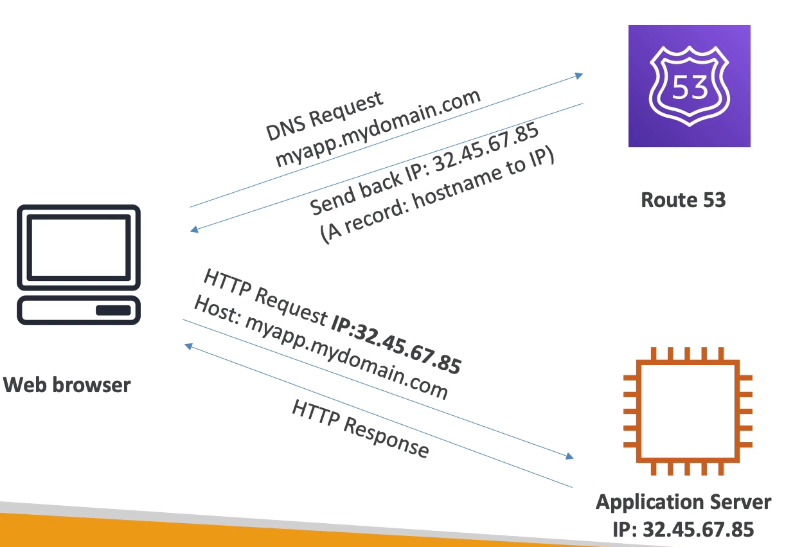 DNS Request
myapp.mydomain.com
53
Send back IP: 32.45.67.85
(A record: hostname to IP)
Route 53
HTTP Request IP:32.45.67.85
Host: myapp.mydomain.com
Web browser
HTTP Response
Application Server
IP: 32.45.67.85